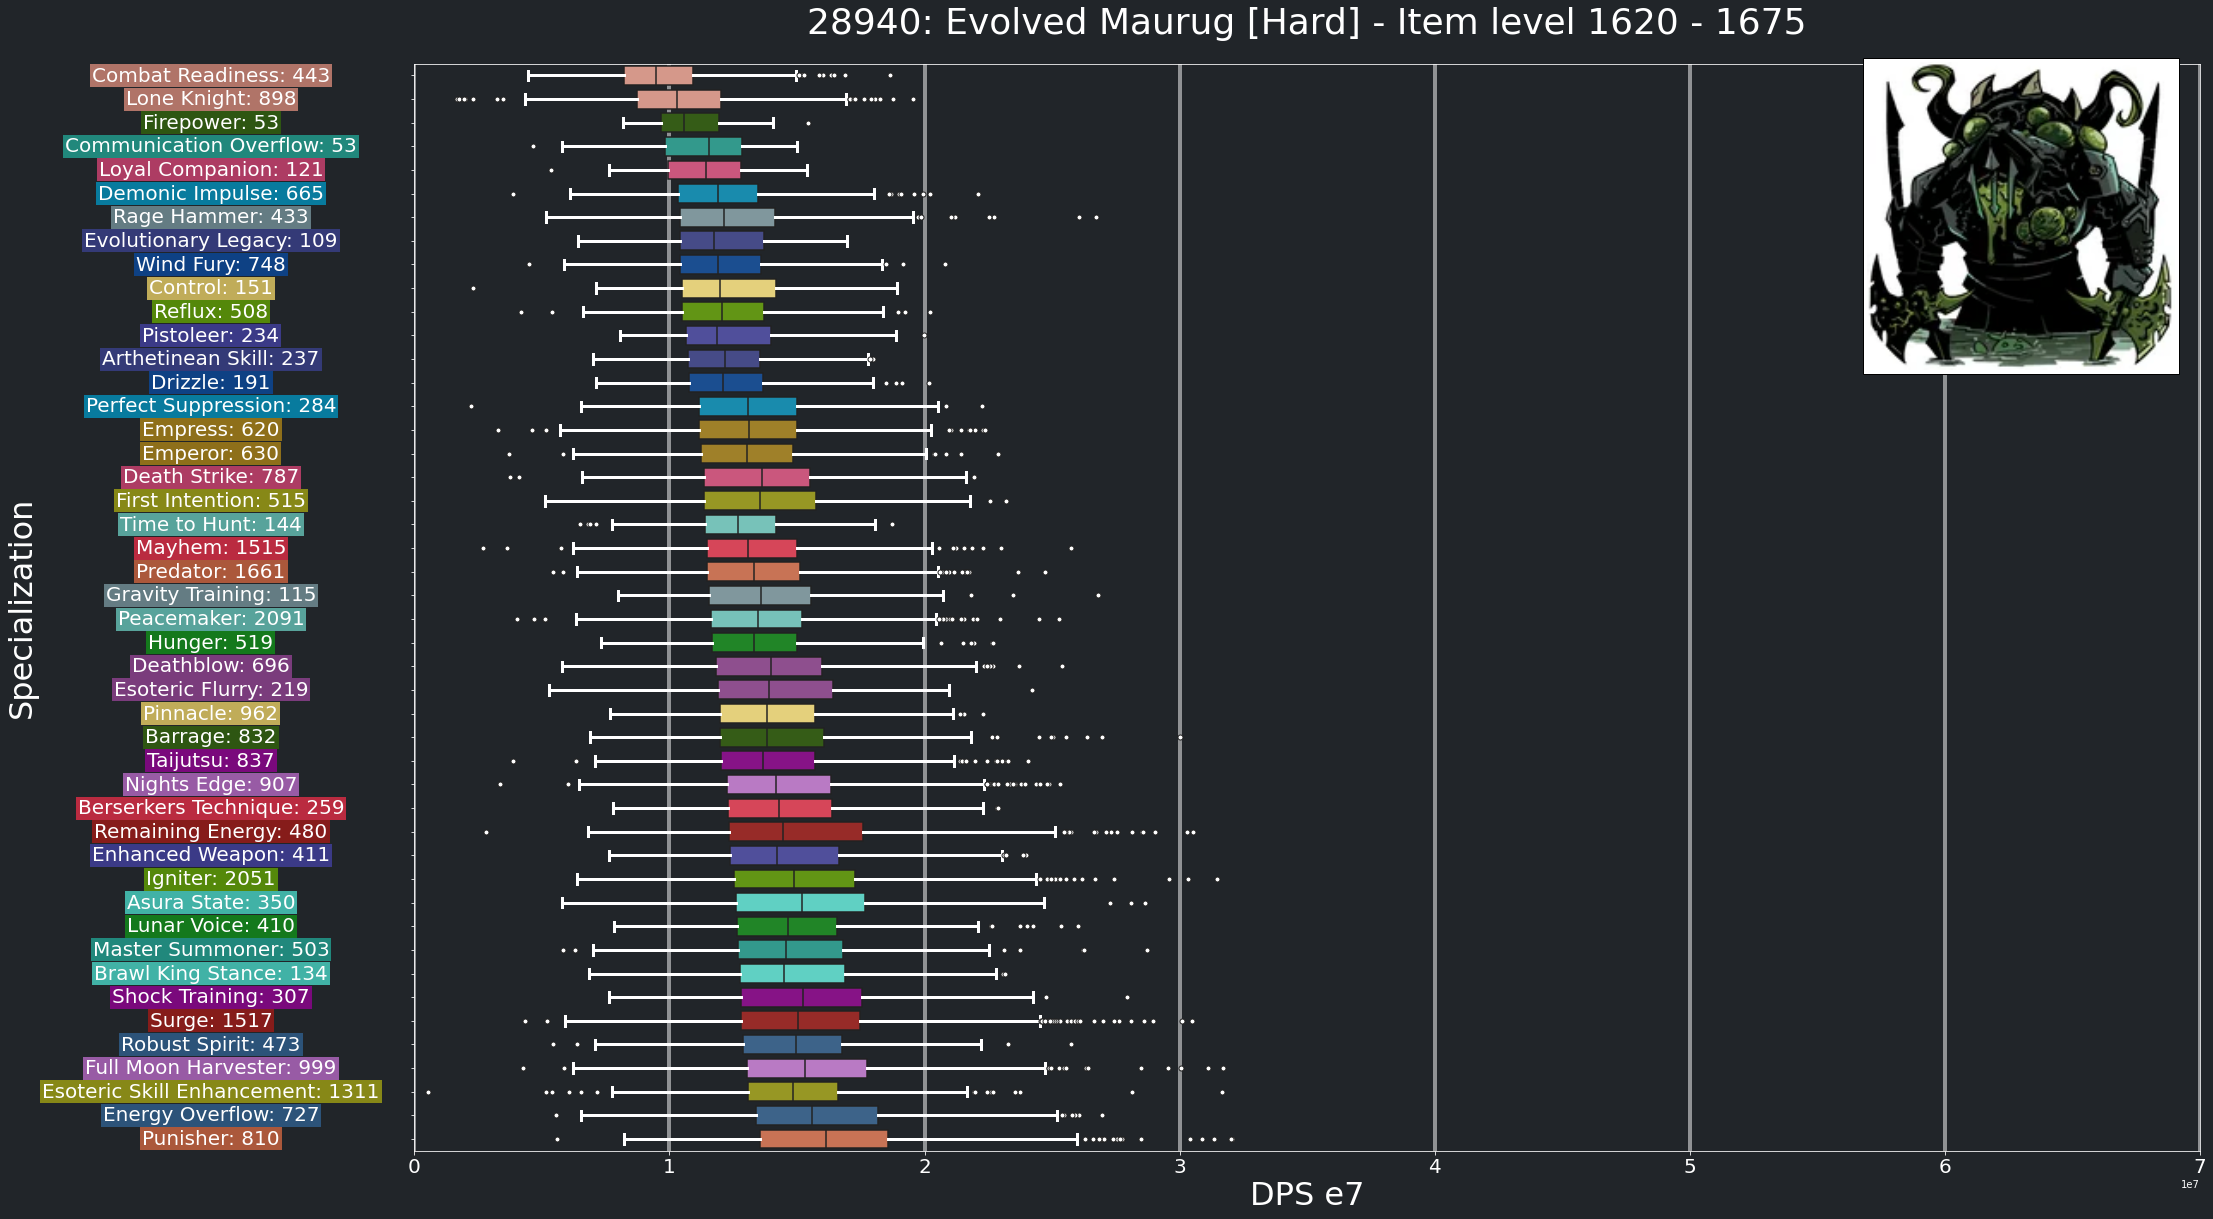 28940: Evolved Maurug [Hard] - Item level 1620 - 1675
Specialization
Combat Readiness: 443
Lone Knight: 898
Firepower: 53
Communication Overflow: 53
Loyal Companion: 121
Demonic Impulse: 665
Rage Hammer: 433
Evolutionary Legacy: 109
Wind Fury: 748
Control: 151
Reflux: 508
Pistoleer: 234
Arthetinean Skill: 237
Drizzle: 191
Perfect Suppression: 284
Empress: 620
Emperor: 630
Death Strike: 787
First Intention: 515
Time to Hunt: 144
Mayhem: 1515
Predator: 1661
Gravity Training: 115
Peacemaker: 2091
Hunger: 519
Deathblow: 696
Esoteric Flurry: 219
Pinnacle: 962
Barrage: 832
Taijutsu: 837
Nights Edge: 907
Berserkers Technique: 259
Remaining Energy: 480
Enhanced Weapon: 411
Igniter: 2051
Asura State: 350
Lunar Voice: 410
Master Summoner: 503
Brawl King Stance: 134
Shock Training: 307
Surge: 1517
Robust Spirit: 473
Full Moon Harvester: 999
Esoteric Skill Enhancement: 1311
Energy Overflow: 727
Punisher: 810
0 1 2 3 4 5 6 7
1e7
DPS e7